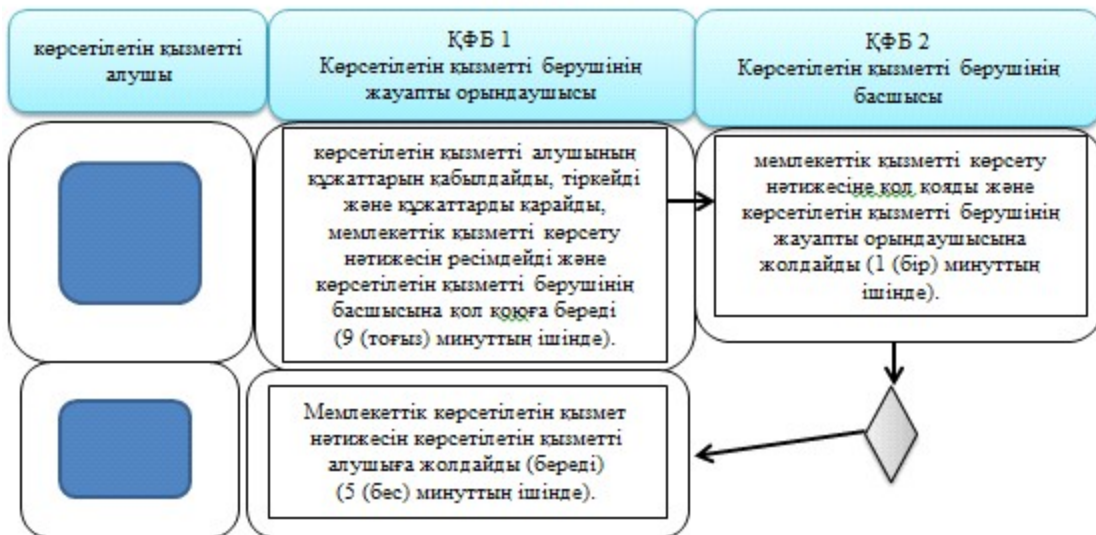 көрсетілетін қызметті
алушы
ҚФБ 1
Көрсетілетін қызметті берушінің
жауапты орындаушысы
ҚФБ 2
Көрсетілетін қызметті берушінің
басшысы
көрсетілетін қызметті алушының
құжаттарын қабылдайды, тіркейді
және құжаттарды қарайды,
мемлекеттік қызметті көрсету
нәтижесін ресімдейді және
көрсетілетін қызметті берушінің
басшысына қол қоюға береді
(9 (тоғыз) минуттың ішінде).
мемлекеттік қызметті көрсету
нәтижесіне қол қояды және
көрсетілетін қызметті берушінің
жауапты орындаушысына
жолдайды (1 (бір) минуттың
ішінде).
Мемлекеттік көрсетілетін қызмет
нәтижесін көрсетілетін қызметті
алушыға жолдайды (береді)
(5 (бес) минуттың ішінде).